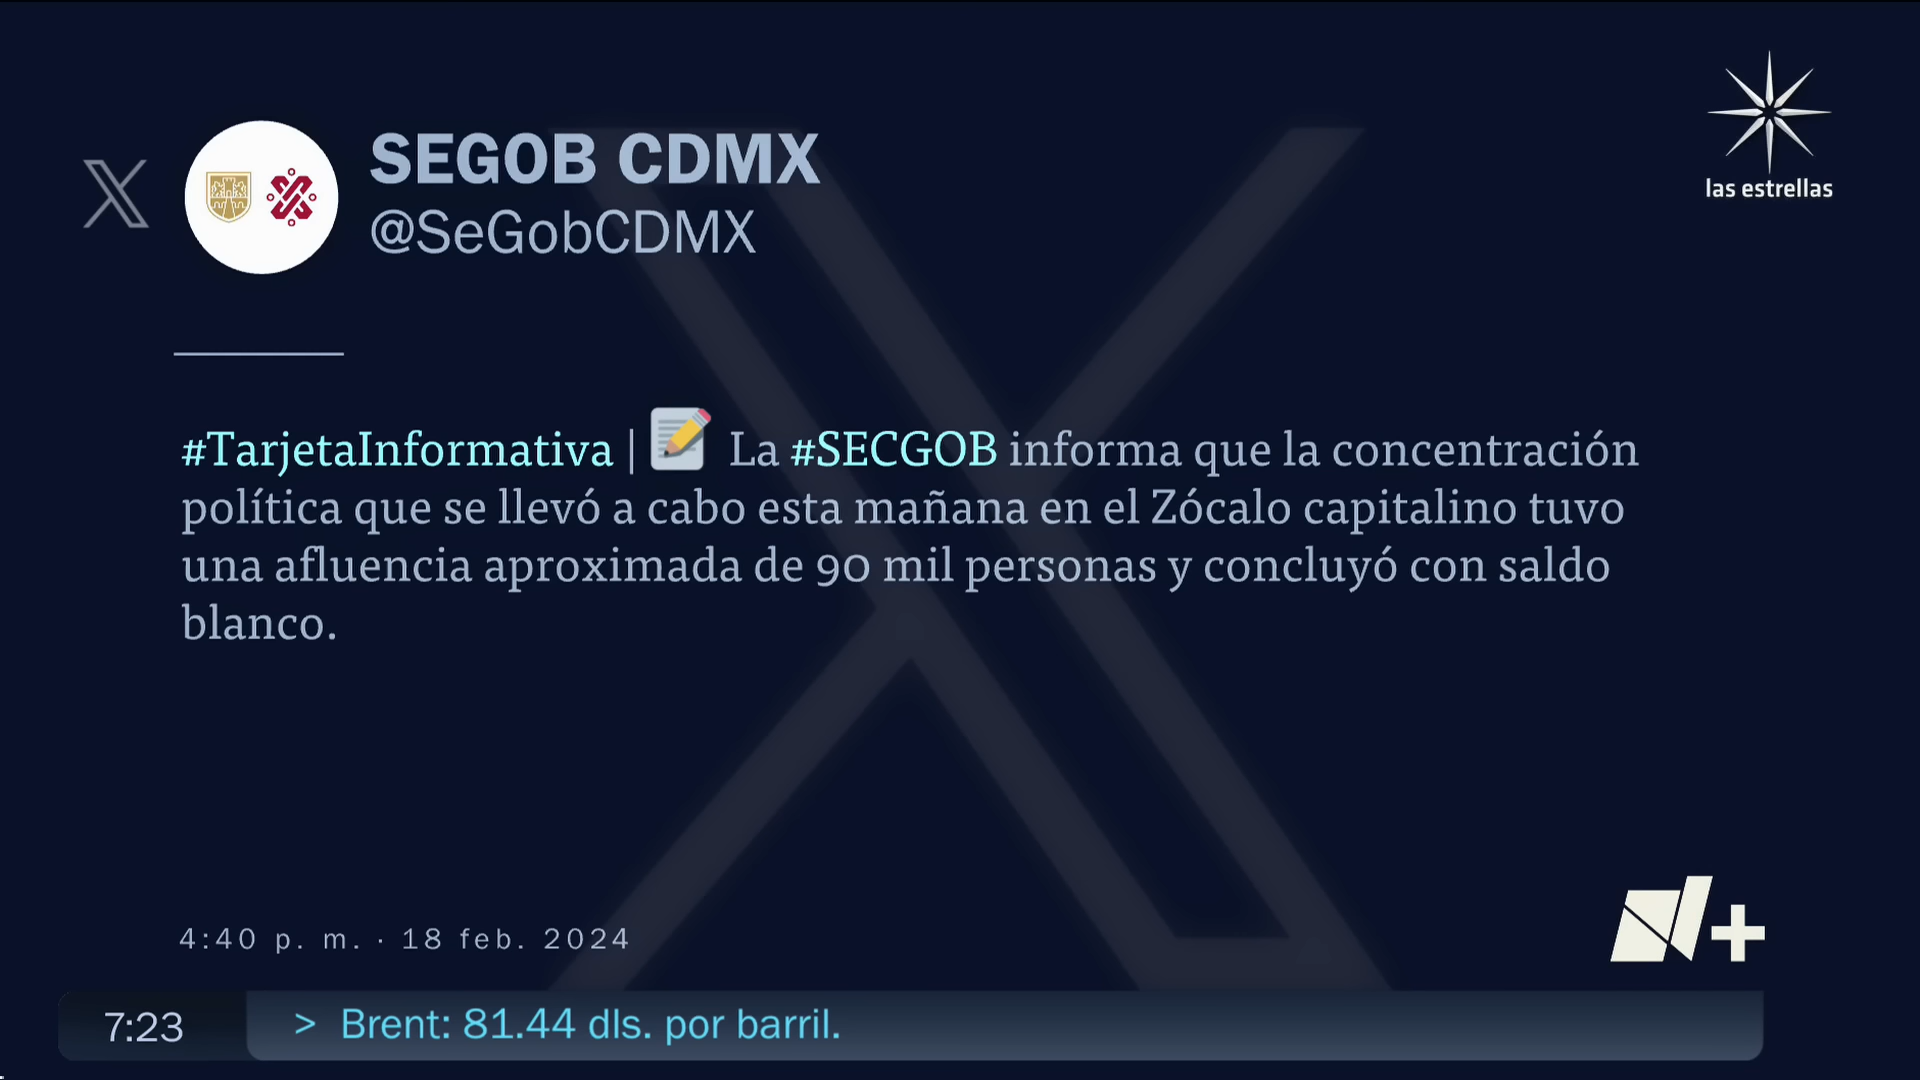 SEGOB CDMX
@SeGobCDMX
las estrellas
#TarjetaInformativa | La #SECGOB informa que la concentración
política que se llevó a cabo esta mañana en el Zócalo capitalino tuvo
una afluencia aproximada de 90 mil personas y concluyó con saldo
blanco.
4:40 p. m. · 18 feb. 2024
N+
7:23 > Brent: 81.44 dls. por barril.